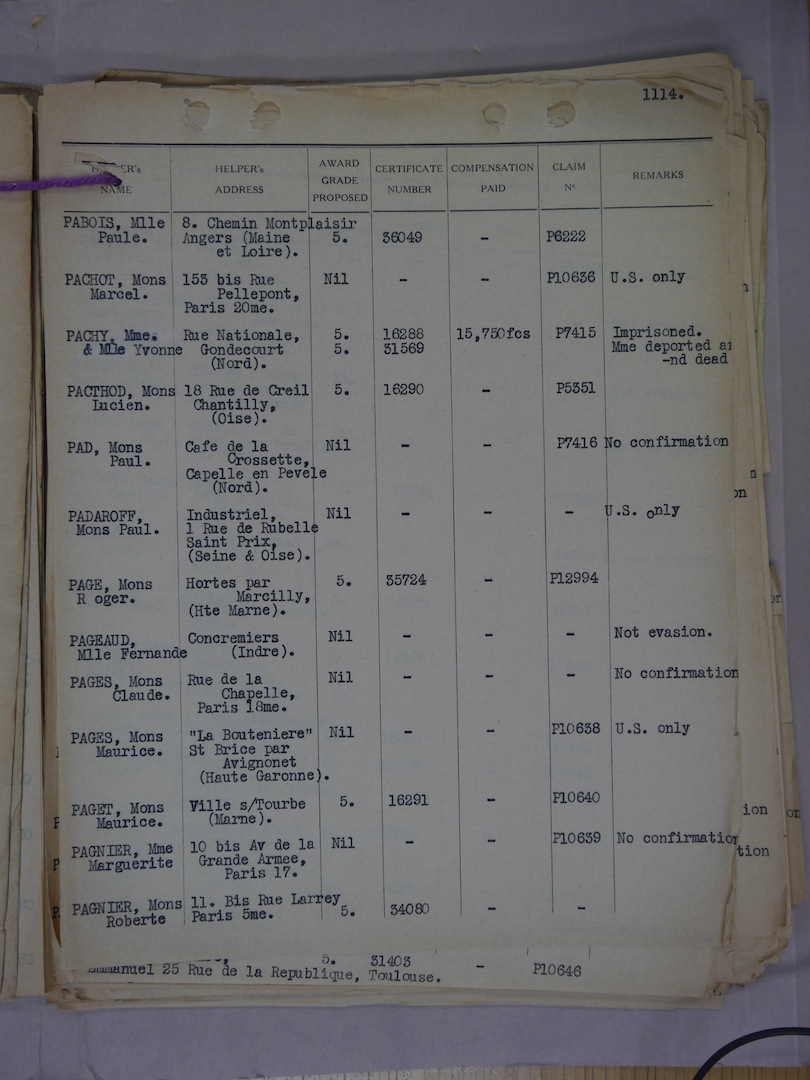 1114.
HELPER's NAME | HELPER's ADDRESS | AWARD GRADE PROPOSED | CERTIFICATE NUMBER | COMPENSATION PAID | CLAIM N° | REMARKS
PABOIS, Mlle 8. Chemin Montplaisir
Paule. Angers (Maine 5. 36049 - P6222
et Loire).
PACHOT, Mons 153 bis Rue Nil - - P10636 U.S. only
Marcel. Pellepont,
Paris 20me.
PACHY, Mme. Rue Nationale, 5. 16288 15,750fcs P7415 Imprisoned.
& Mlle Yvonne Gondecourt 5. 31569 Mme deported
(Nord). -nd dead
PACTHOD, Mons 18 Rue de Creil 5. 16290 - P5351
Lucien. Chantilly,
(Oise).
PAD, Mons Cafe de la Nil - - P7416 No confirmation
Paul. Crossette,
Capelle en Pevele
(Nord).
PADAROFF, Industriel, Nil - - - U.S. only
Mons Paul. 1 Rue de Rubelle
Saint Prix,
(Seine & Oise).
PAGE, Mons Hortes par 5. 35724 - P12994
R oger. Marcilly,
(Hte Marne).
PAGEAUD, Concremiers Nil - - - Not evasion.
Mlle Fernande (Indre).
PAGES, Mons Rue de la Nil - - - No confirmation
Claude. Chapelle,
Paris 18me.
PAGES, Mons "La Bouteniere" Nil - - P10638 U.S. only
Maurice. St Brice par
Avignonet
(Haute Garonne).
PAGET, Mons Ville s/Tourbe 5. 16291 - P10640
Maurice. (Marne).
PAGNIER, Mme 10 bis Av de la Nil - - P10639 No confirmation
Marguerite Grande Armee,
Paris 17.
PAGNIER, Mons 11. Bis Rue Larrey
Roberte Paris 5me. 5. 34080 - -
5. 31403
25 Rue de la Republique, Toulouse. - P10646